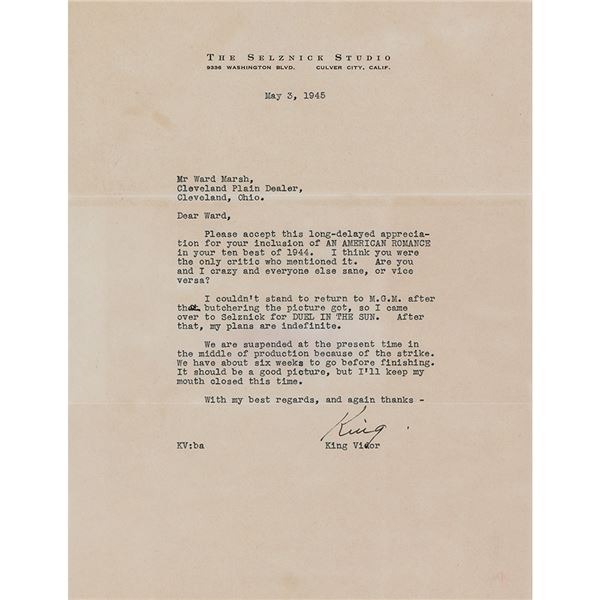 THE SELZNICK STUDIO
9336 WASHINGTON BLVD. CULVER CITY, CALIF.
May 3, 1945
Mr Ward Marsh,
Cleveland Plain Dealer,
Cleveland, Ohio.
Dear Ward,
Please accept this long-delayed apprecia-
tion for your inclusion of AN AMERICAN ROMANCE
in your ten best of 1944. I think you were
the only critic who mentioned it. Are you
and I crazy and everyone else sane, or vice
versa?
I couldn't stand to return to M.G.M. after
that butchering the picture got, so I came
over to Selznick for DUEL IN THE SUN. After
that, my plans are indefinite.
We are suspended at the present time in
the middle of production because of the strike.
We have about six weeks to go before finishing.
It should be a good picture, but I'll keep my
mouth closed this time.
With my best regards, and again thanks -
King
KV:ba King Vidor